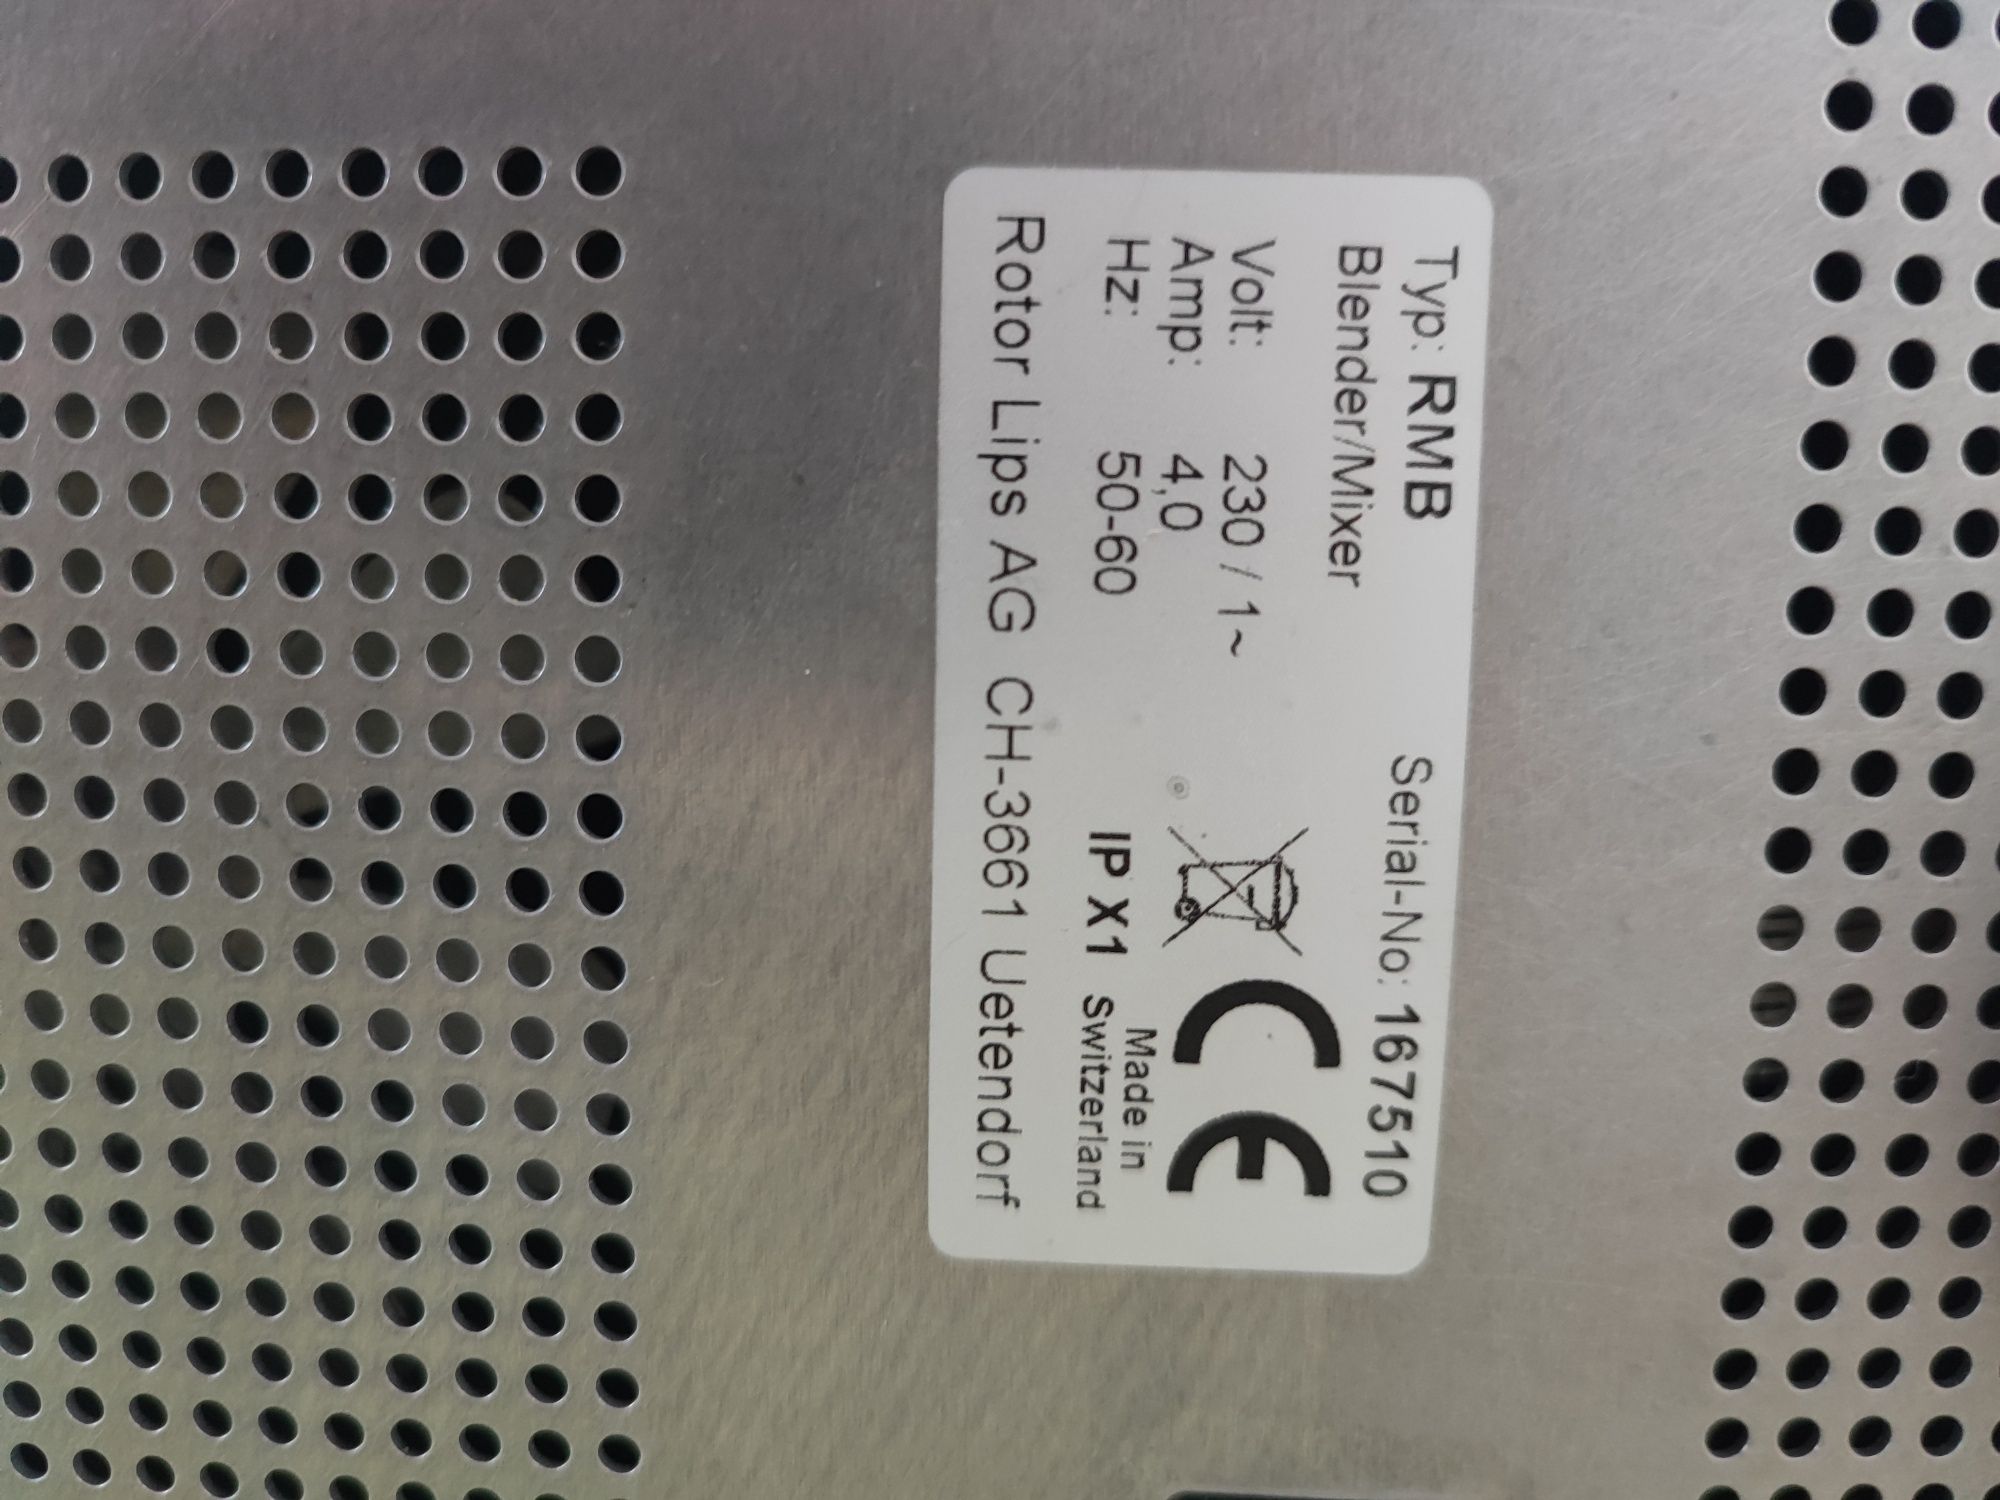 Typ: RMB Serial-No: 167510
Blender/Mixer
Volt: 230 / 1~
Amp: 4,0
Hz: 50-60
CE
IP X1 Made in Switzerland
Rotor Lips AG CH-3661 Uetendorf